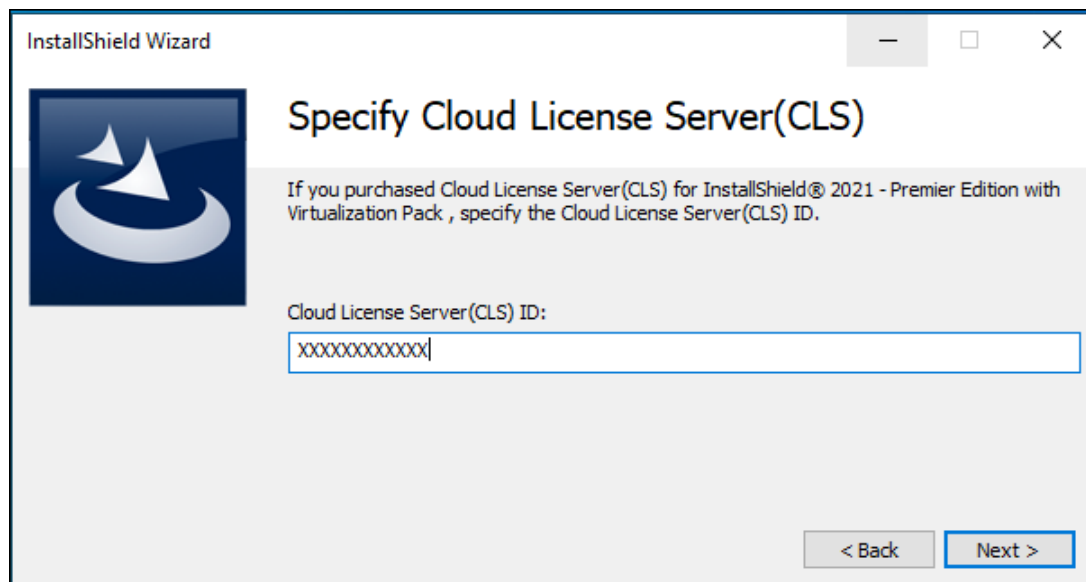 InstallShield Wizard
Specify Cloud License Server(CLS)
If you purchased Cloud License Server(CLS) for InstallShield® 2021 - Premier Edition with
Virtualization Pack , specify the Cloud License Server(CLS) ID.
Cloud License Server(CLS) ID:
XXXXXXXXXXXX
< Back
Next >